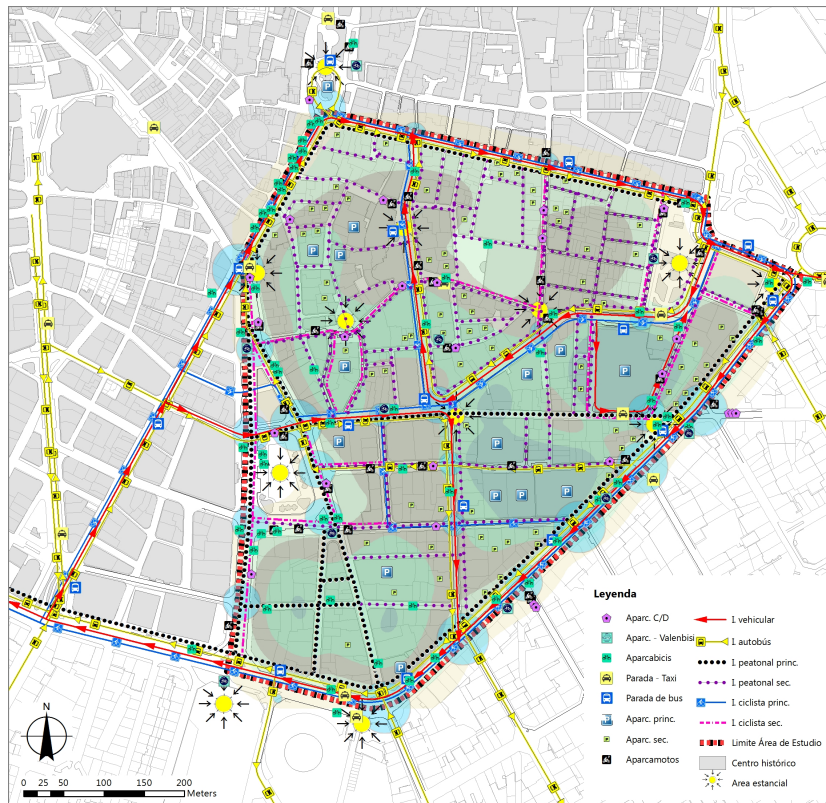 Leyenda
Aparc. C/D
Aparc. - Valenbisi
Aparcabicis
Parada - Taxi
Parada de bus
Aparc. princ.
Aparc. sec.
Aparcamotos
I. vehicular
I. autobús
I. peatonal princ.
I. peatonal sec.
I. ciclista princ.
I. ciclista sec.
Limite Área de Estudio
Centro histórico
Area estancial
N
0 25 50 100 150 200
Meters